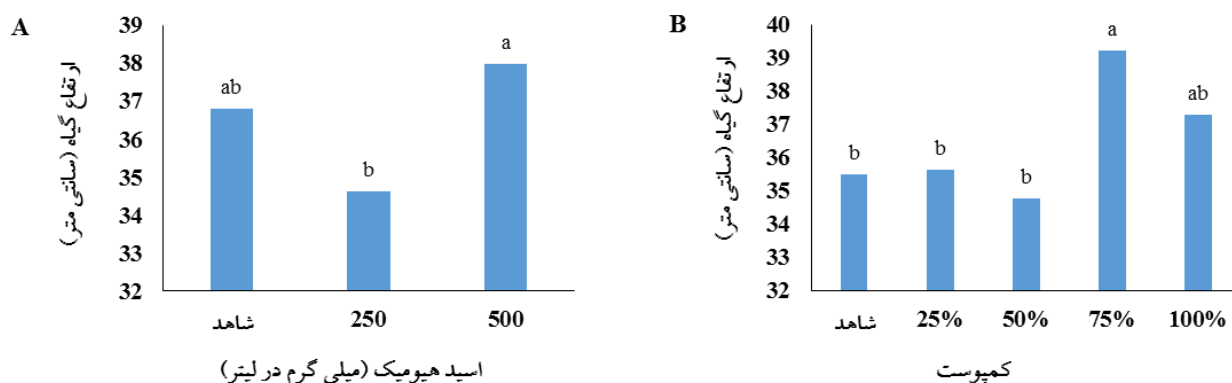 A
ارتفاع گیاه (سانتی متر)
39
38
37
36
35
34
33
32
ab
b
a
شاهد 250 500
اسید هیومیک (میلی گرم در لیتر)
B
ارتفاع گیاه (سانتی متر)
40
39
38
37
36
35
34
33
32
b
b
b
a
ab
شاهد 25% 50% 75% 100%
کمپوست